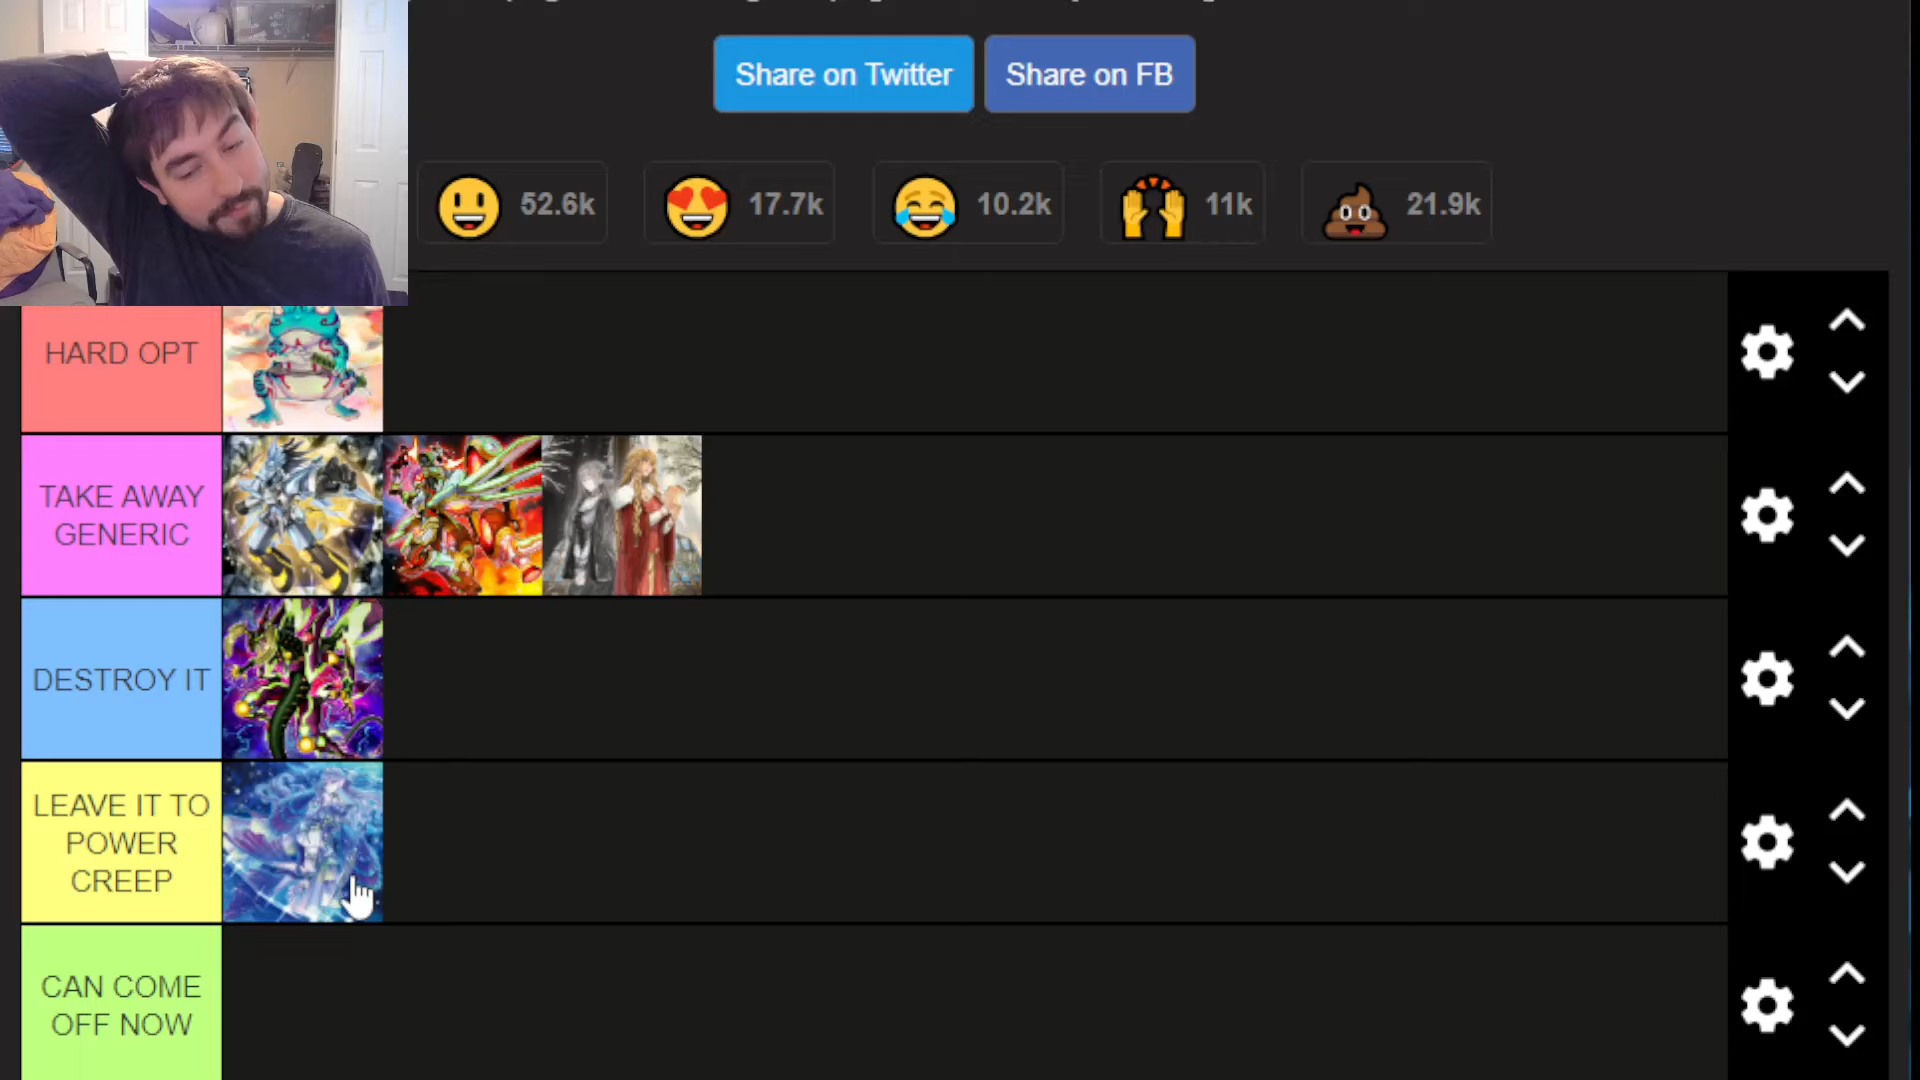 Share on Twitter
Share on FB
52.6k
17.7k
10.2k
11k
21.9k
HARD OPT
TAKE AWAY
GENERIC
DESTROY IT
LEAVE IT TO
POWER
CREEP
CAN COME
OFF NOW